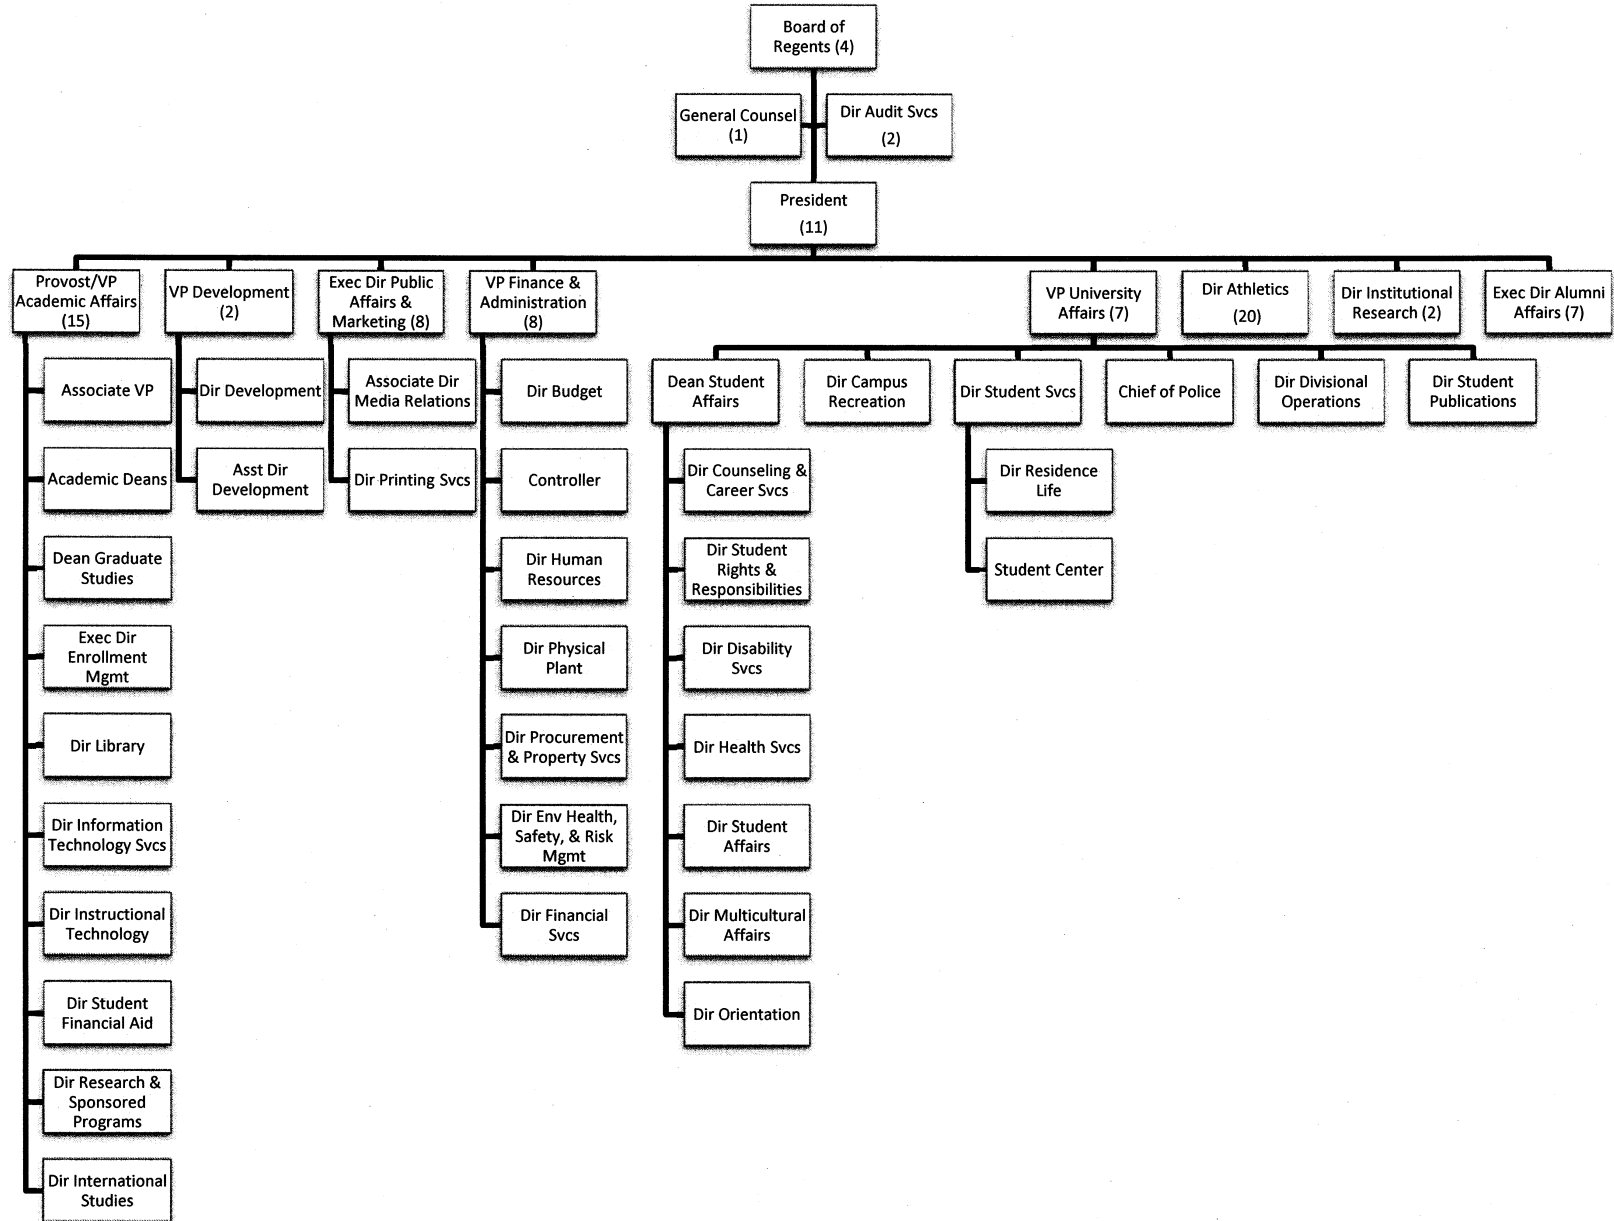 Board of
Regents (4)
General Counsel
(1)
Dir Audit Svcs
(2)
President
(11)
Provost/VP
Academic Affairs
(15)
VP Development
(2)
Exec Dir Public
Affairs &
Marketing (8)
VP Finance &
Administration
(8)
VP University
Affairs (7)
Dir Athletics
(20)
Dir Institutional
Research (2)
Exec Dir Alumni
Affairs (7)
Associate VP
Academic Deans
Dean Graduate
Studies
Exec Dir
Enrollment
Mgmt
Dir Library
Dir Information
Technology Svcs
Dir Instructional
Technology
Dir Student
Financial Aid
Dir Research &
Sponsored
Programs
Dir International
Studies
Dir Development
Asst Dir
Development
Associate Dir
Media Relations
Dir Printing Svcs
Dir Budget
Controller
Dir Human
Resources
Dir Physical
Plant
Dir Procurement
& Property Svcs
Dir Env Health,
Safety, & Risk
Mgmt
Dir Financial
Svcs
Dean Student
Affairs
Dir Campus
Recreation
Dir Student Svcs
Chief of Police
Dir Divisional
Operations
Dir Student
Publications
Dir Counseling &
Career Svcs
Dir Student
Rights &
Responsibilities
Dir Disability
Svcs
Dir Health Svcs
Dir Student
Affairs
Dir Multicultural
Affairs
Dir Orientation
Dir Residence
Life
Student Center